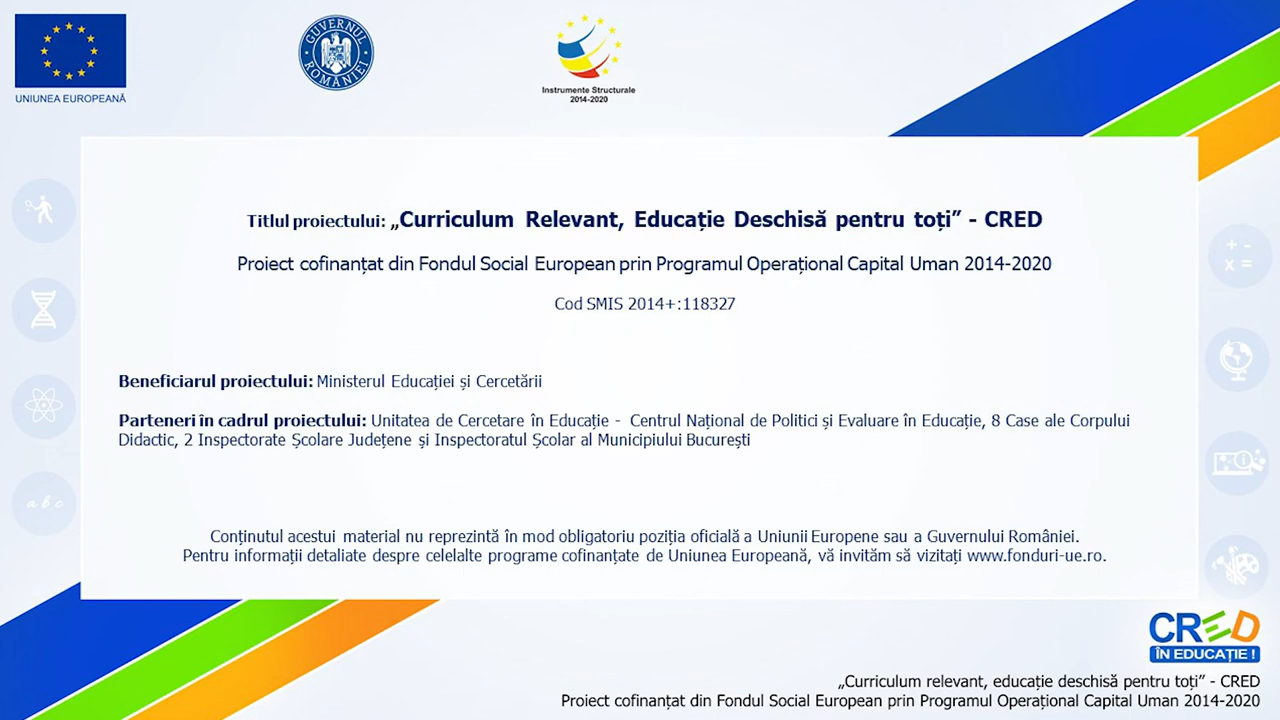 UNIUNEA EUROPEANĂ
GUVERNUL ROMÂNIEI
Instrumente Structurale
2014-2020
Titlul proiectului: „Curriculum Relevant, Educație Deschisă pentru toți” - CRED
Proiect cofinanțat din Fondul Social European prin Programul Operațional Capital Uman 2014-2020
Cod SMIS 2014+:118327
Beneficiarul proiectului: Ministerul Educației și Cercetării
Parteneri în cadrul proiectului: Unitatea de Cercetare în Educație - Centrul Național de Politici și Evaluare în Educație, 8 Case ale Corpului
Didactic, 2 Inspectorate Școlare Județene și Inspectoratul Școlar al Municipiului București
a b c
Conținutul acestui material nu reprezintă în mod obligatoriu poziția oficială a Uniunii Europene sau a Guvernului României.
Pentru informații detaliate despre celelalte programe cofinanțate de Uniunea Europeană, vă invităm să vizitați www.fonduri-ue.ro.
CRED
ÎN EDUCAȚIE !
„Curriculum relevant, educație deschisă pentru toți” - CRED
Proiect cofinanțat din Fondul Social European prin Programul Operațional Capital Uman 2014-2020